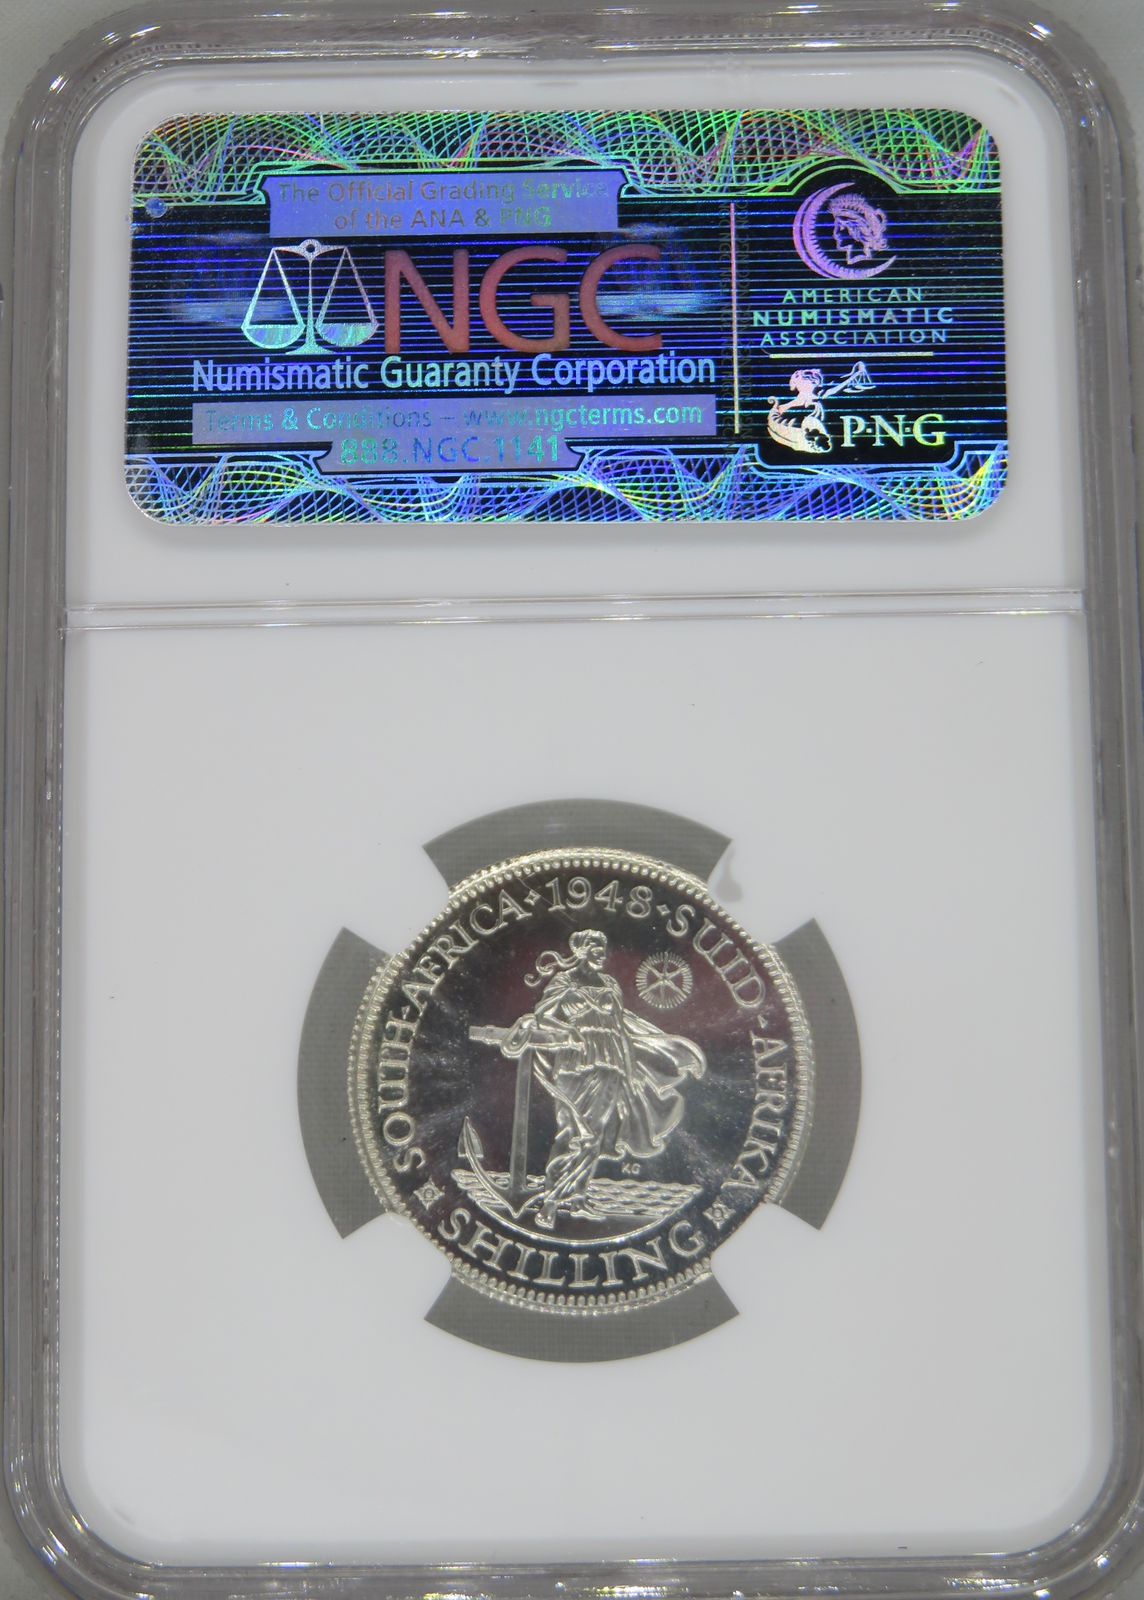 The Official Grading Service
of the ANA & PNG
NGC
Numismatic Guaranty Corporation
Terms & Conditions – www.ngcterms.com
888.NGC.1141
AMERICAN
NUMISMATIC
ASSOCIATION
P·N·G
SOUTH·AFRICA·1948·SUID-AFRIKA
KG
SHILLING